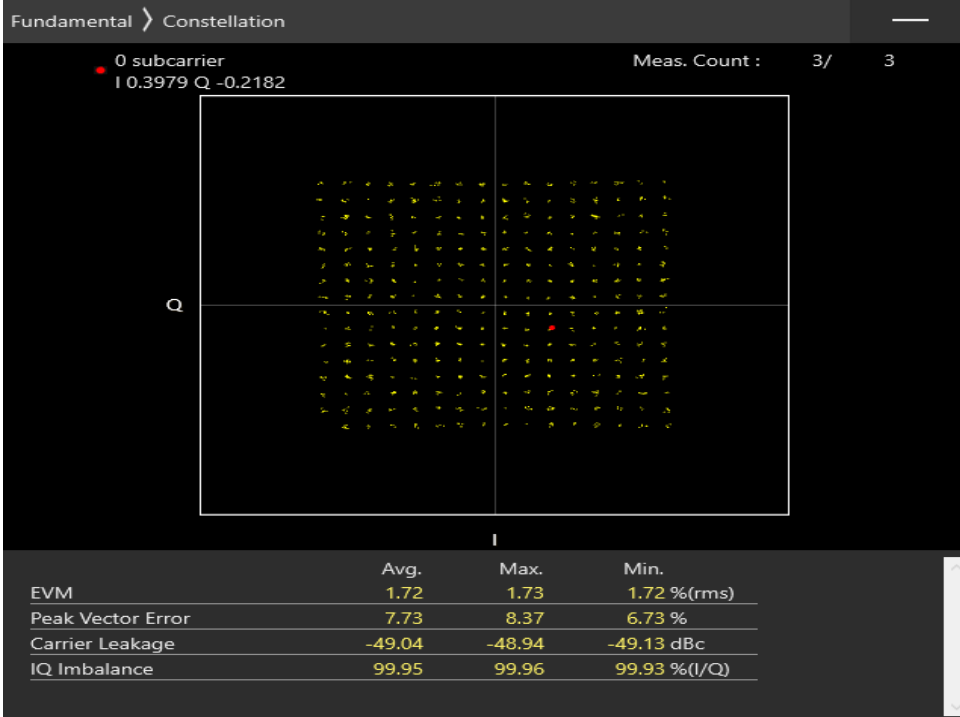 Fundamental 〉 Constellation
0 subcarrier
I 0.3979 Q -0.2182
Meas. Count : 3/ 3
Q
I
Avg. Max. Min.
EVM 1.72 1.73 1.72 %(rms)
Peak Vector Error 7.73 8.37 6.73 %
Carrier Leakage -49.04 -48.94 -49.13 dBc
IQ Imbalance 99.95 99.96 99.93 %(I/Q)